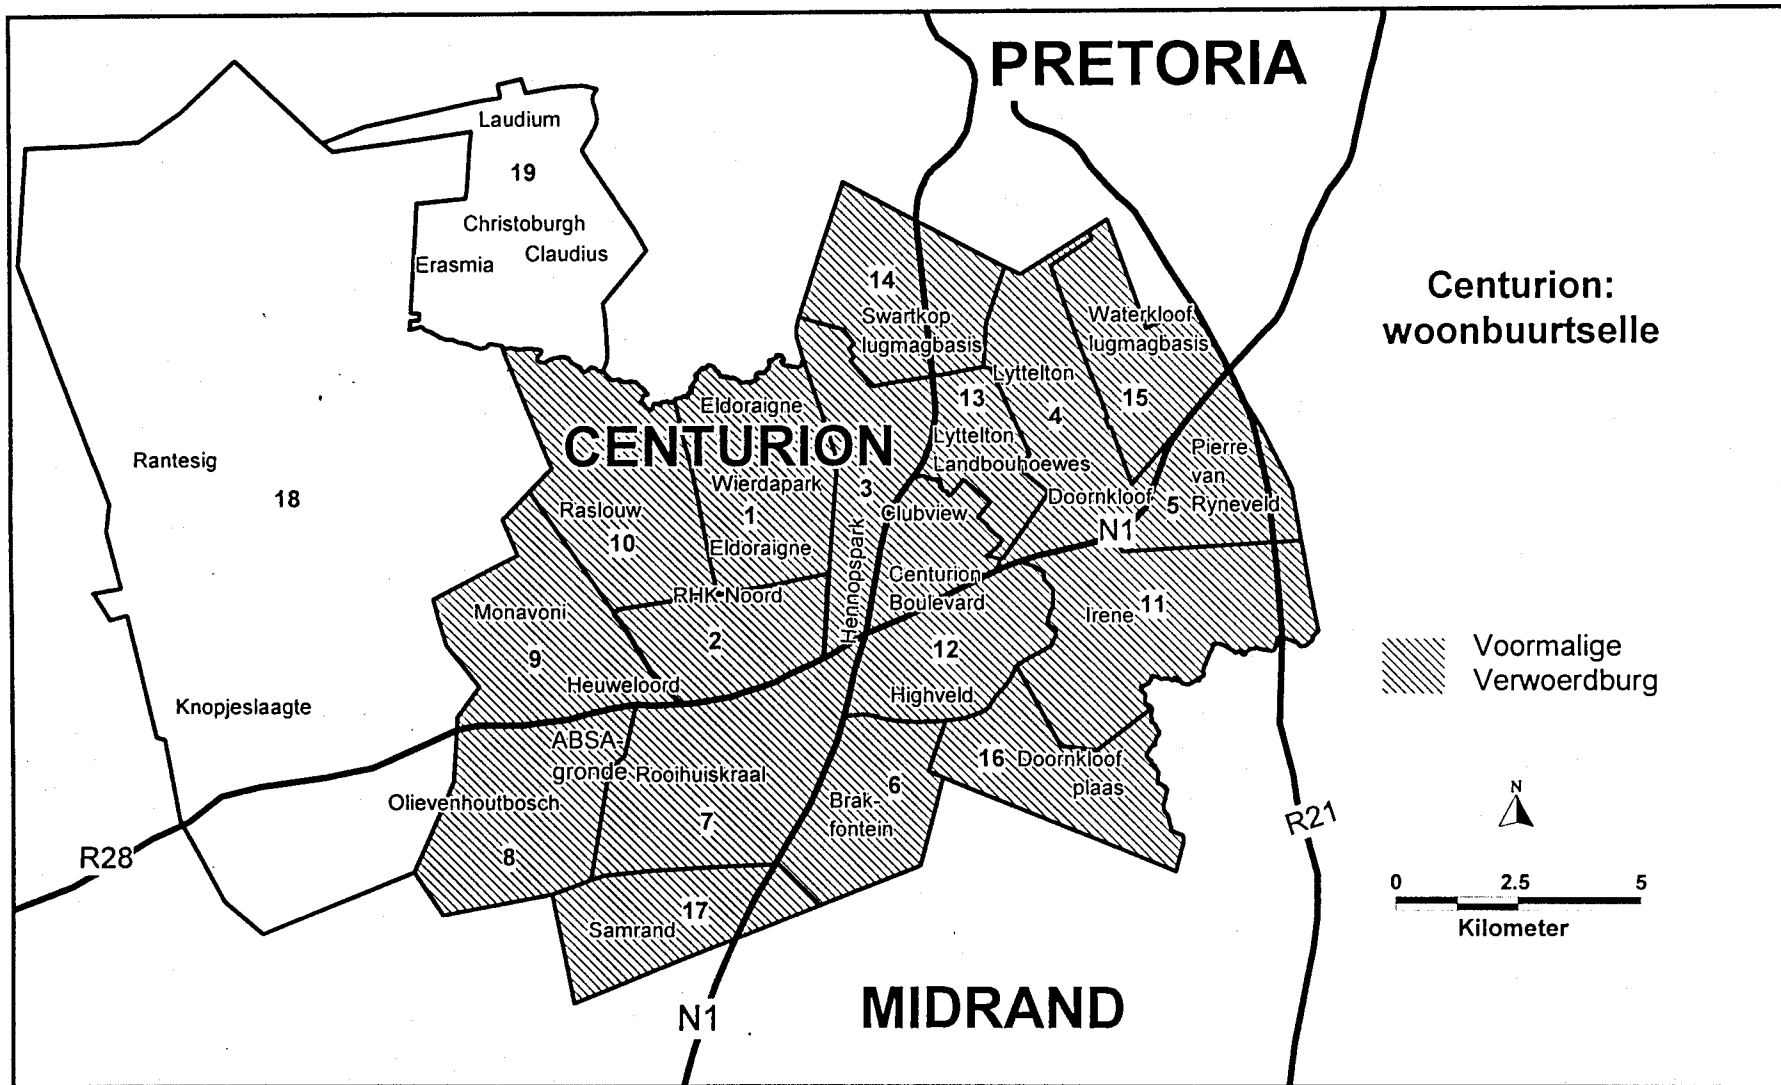 PRETORIA
Laudium
19
Christoburgh
Erasmia
Claudius
Centurion:
woonbuurtselle
14
Swartkop
lugmagbasis
Waterkloof
lugmagbasis
15
Lyttelton
4
13
Lyttelton
Landbouhoewes
Eldoraigne
CENTURION
Wierdapark
1
Eldoraigne
3
Hennopspark
Clubview
Pierre
van
Ryneveld
5
Doornkloof
N1
Rantesig
18
Raslouw
10
RHK Noord
2
Centurion
Boulevard
Irene
11
Monavoni
9
12
Heuweloord
Highveld
Voormalige
Verwoerdburg
Knopjeslaagte
ABSA-
gronde
Rooihuiskraal
7
Olievenhoutbosch
8
6
Brak-
fontein
16
Doornkloof
plaas
N
R21
R28
0 2.5 5
Kilometer
17
Samrand
N1
MIDRAND